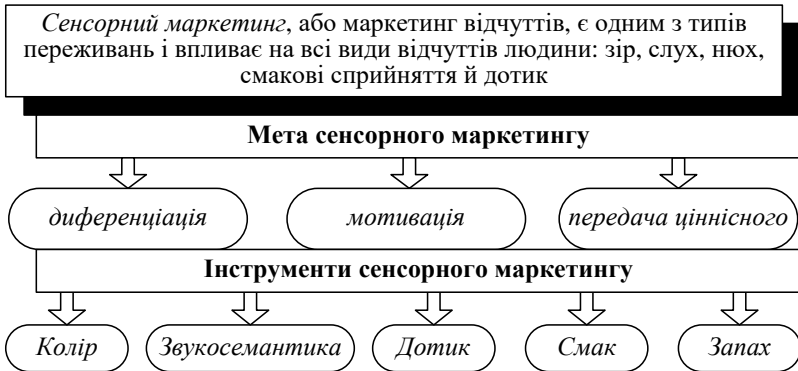 Сенсорний маркетинг, або маркетинг відчуттів, є одним з типів
переживань і впливає на всі види відчуттів людини: зір, слух, нюх,
смакові сприйняття й дотик
Мета сенсорного маркетингу
диференціація
мотивація
передача ціннісного
Інструменти сенсорного маркетингу
Колір
Звукосемантика
Дотик
Смак
Запах